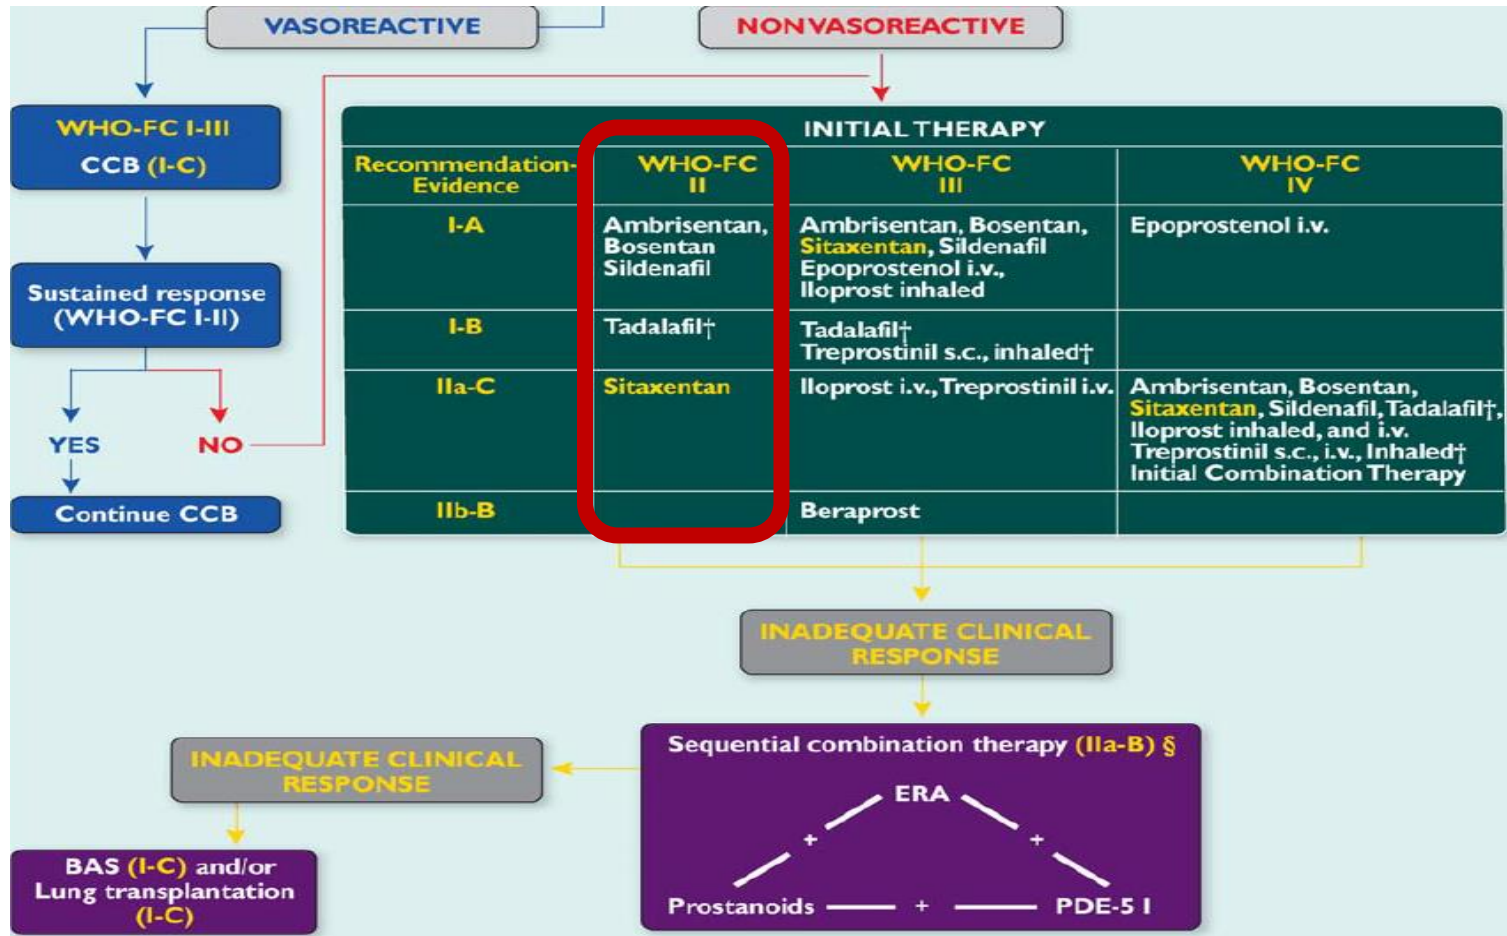 VASOREACTIVE
NONVASOREACTIVE
WHO-FC I-III
CCB (I-C)
Sustained response
(WHO-FC I-II)
YES
NO
Continue CCB
INITIAL THERAPY
Recommendation-
Evidence
WHO-FC
II
WHO-FC
III
WHO-FC
IV
I-A
Ambrisentan,
Bosentan
Sildenafil
Ambrisentan, Bosentan,
Sitaxentan, Sildenafil
Epoprostenol i.v.,
Iloprost inhaled
Epoprostenol i.v.
I-B
Tadalafil†
Tadalafil†
Treprostinil s.c., inhaled†
IIa-C
Sitaxentan
Iloprost i.v., Treprostinil i.v.
Ambrisentan, Bosentan,
Sitaxentan, Sildenafil, Tadalafil†,
Iloprost inhaled, and i.v.
Treprostinil s.c., i.v., Inhaled†
Initial Combination Therapy
IIb-B
Beraprost
INADEQUATE CLINICAL
RESPONSE
Sequential combination therapy (IIa-B) §
ERA
+
+
Prostanoids + PDE-5 I
INADEQUATE CLINICAL
RESPONSE
BAS (I-C) and/or
Lung transplantation
(I-C)